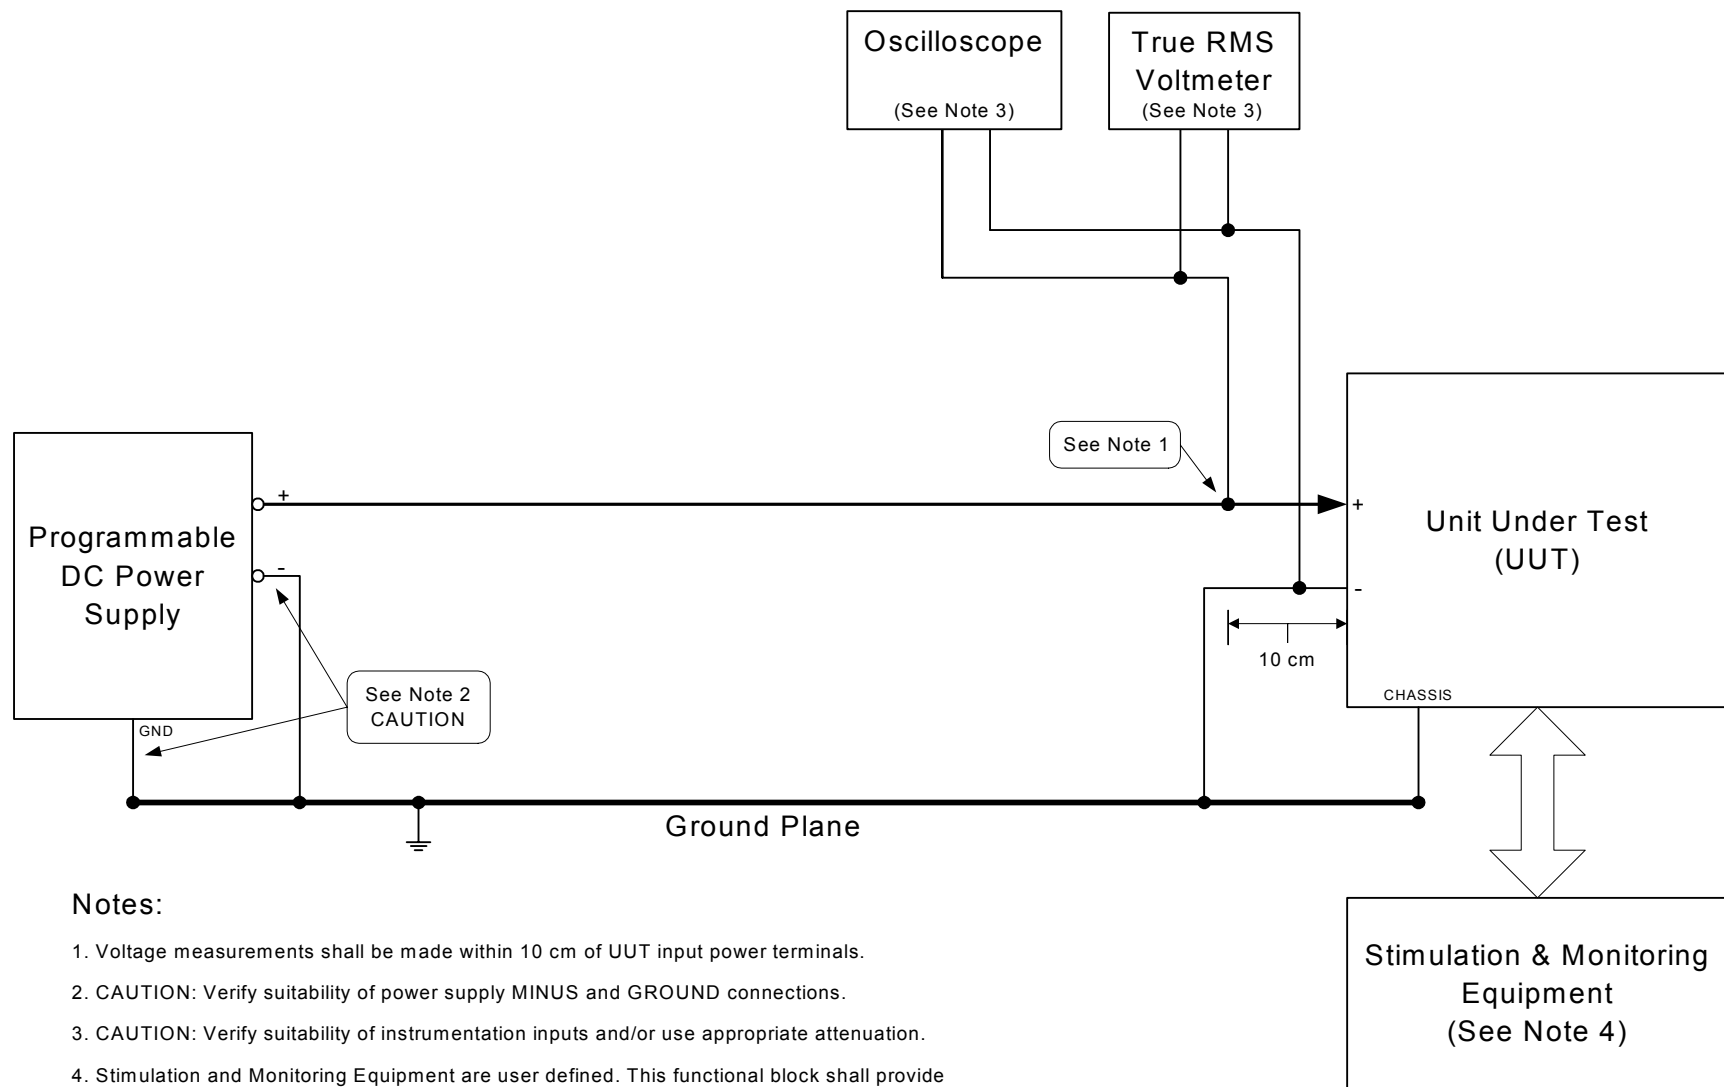 Oscilloscope
(See Note 3)
True RMS
Voltmeter
(See Note 3)
See Note 1
Programmable
DC Power
Supply
+
-
GND
See Note 2
CAUTION
+
-
Unit Under Test
(UUT)
10 cm
CHASSIS
Ground Plane
Stimulation & Monitoring
Equipment
(See Note 4)
Notes:
1. Voltage measurements shall be made within 10 cm of UUT input power terminals.
2. CAUTION: Verify suitability of power supply MINUS and GROUND connections.
3. CAUTION: Verify suitability of instrumentation inputs and/or use appropriate attenuation.
4. Stimulation and Monitoring Equipment are user defined. This functional block shall provide